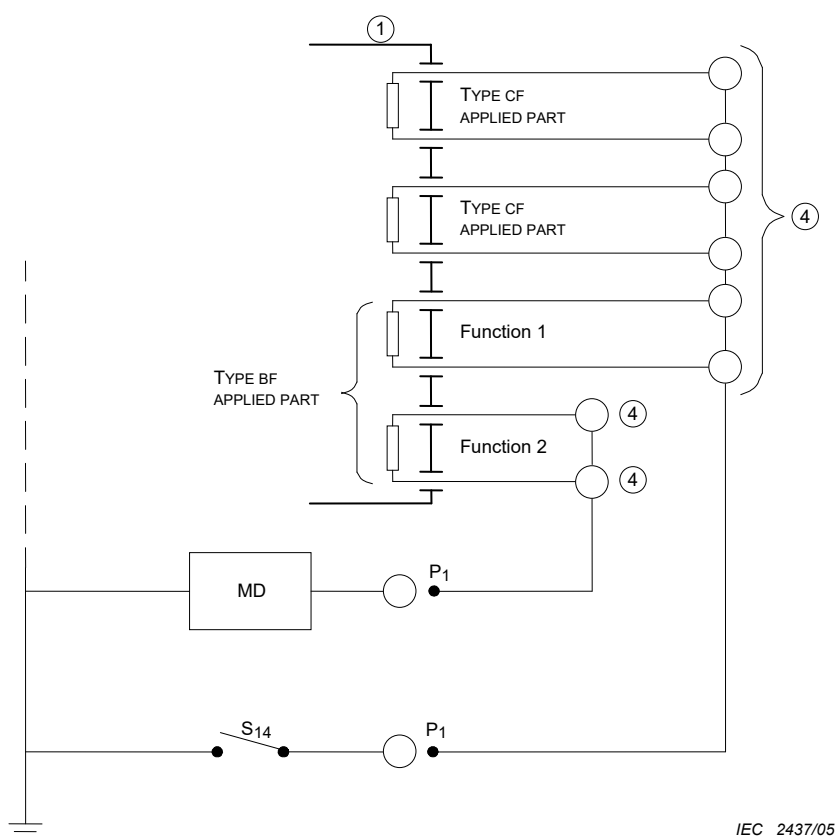 1
TYPE CF
APPLIED PART
4
TYPE CF
APPLIED PART
Function 1
TYPE BF
APPLIED PART
4
Function 2
4
MD
P1
S14
P1
IEC 2437/05